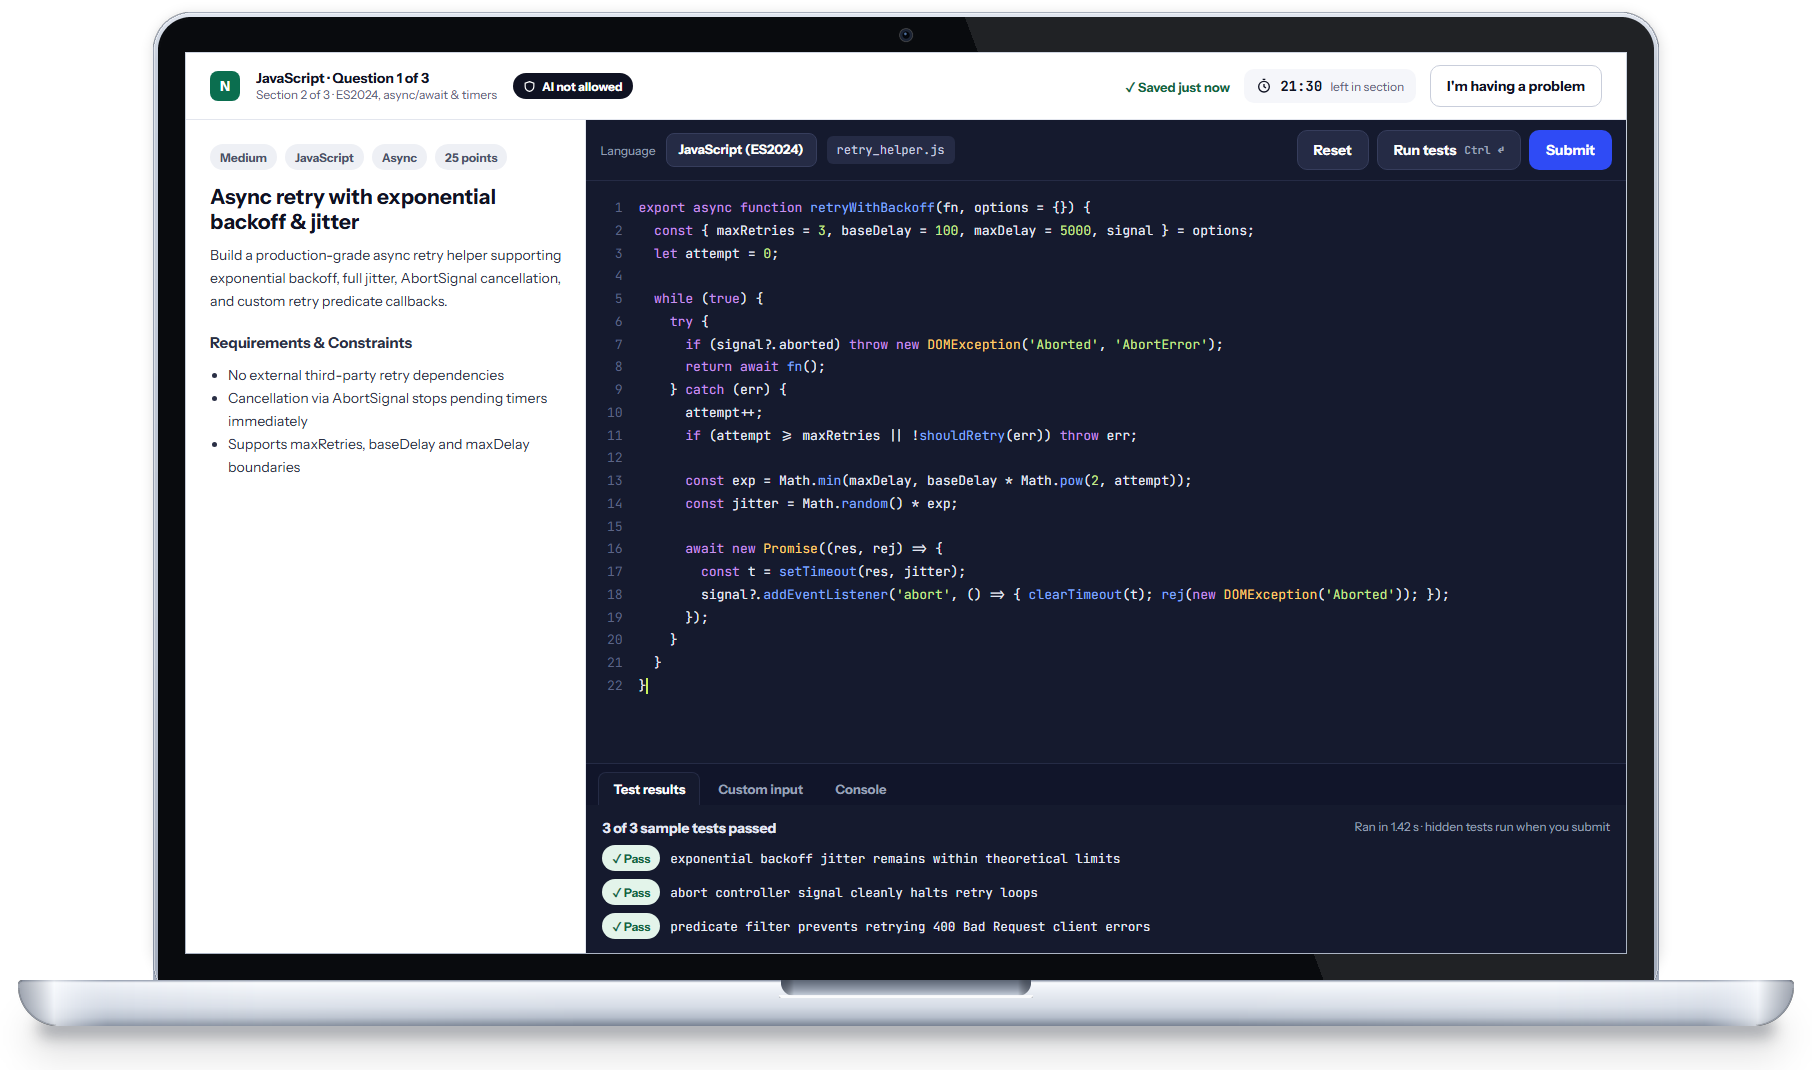 N
JavaScript · Question 1 of 3
Section 2 of 3 · ES2024, async/await & timers
AI not allowed
✓ Saved just now
21:30 left in section
I'm having a problem
Medium
JavaScript
Async
25 points
Async retry with exponential
backoff & jitter
Build a production-grade async retry helper supporting
exponential backoff, full jitter, AbortSignal cancellation,
and custom retry predicate callbacks.
Requirements & Constraints
• No external third-party retry dependencies
• Cancellation via AbortSignal stops pending timers
immediately
• Supports maxRetries, baseDelay and maxDelay
boundaries
Language
JavaScript (ES2024)
retry_helper.js
Reset
Run tests Ctrl ⏎
Submit
1 export async function retryWithBackoff(fn, options = {}) {
2 const { maxRetries = 3, baseDelay = 100, maxDelay = 5000, signal } = options;
3 let attempt = 0;
4
5 while (true) {
6 try {
7 if (signal?.aborted) throw new DOMException('Aborted', 'AbortError');
8 return await fn();
9 } catch (err) {
10 attempt++;
11 if (attempt >= maxRetries || !shouldRetry(err)) throw err;
12
13 const exp = Math.min(maxDelay, baseDelay * Math.pow(2, attempt));
14 const jitter = Math.random() * exp;
15
16 await new Promise((res, rej) => {
17 const t = setTimeout(res, jitter);
18 signal?.addEventListener('abort', () => { clearTimeout(t); rej(new DOMException('Aborted')); });
19 });
20 }
21 }
22 }
Test results
Custom input
Console
3 of 3 sample tests passed
Ran in 1.42 s · hidden tests run when you submit
✓ Pass exponential backoff jitter remains within theoretical limits
✓ Pass abort controller signal cleanly halts retry loops
✓ Pass predicate filter prevents retrying 400 Bad Request client errors